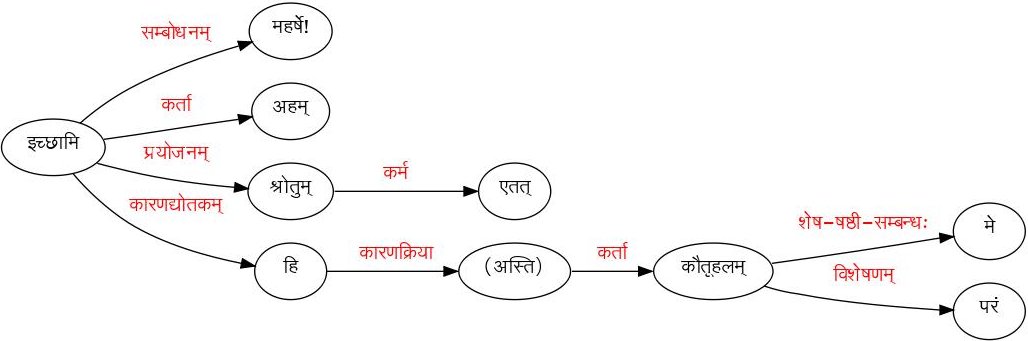 सम्बोधनम्
महर्षे!
कर्ता
अहम्
इच्छामि
प्रयोजनम्
श्रोतुम्
कर्म
एतत्
कारणद्योतकम्
हि
कारणक्रिया
(अस्ति)
कर्ता
कौतूहलम्
शेष-षष्ठी-सम्बन्धः
मे
विशेषणम्
परं